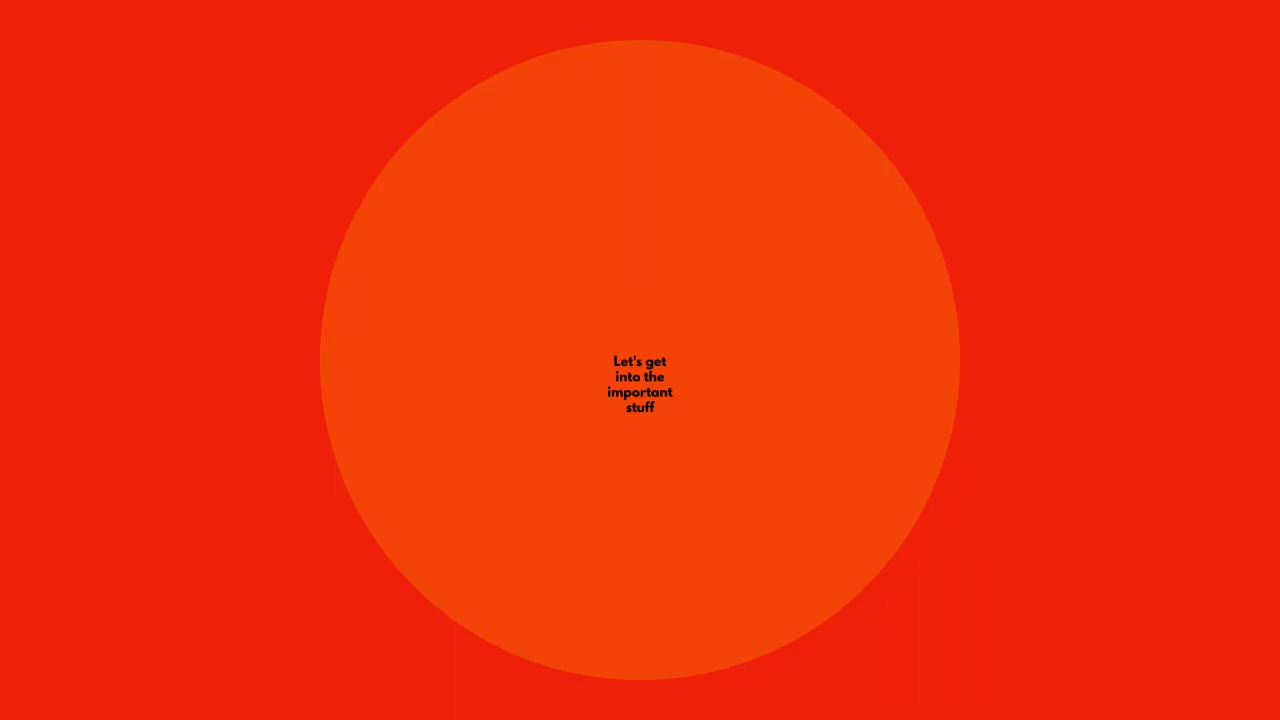 Let's get
into the
important
stuff